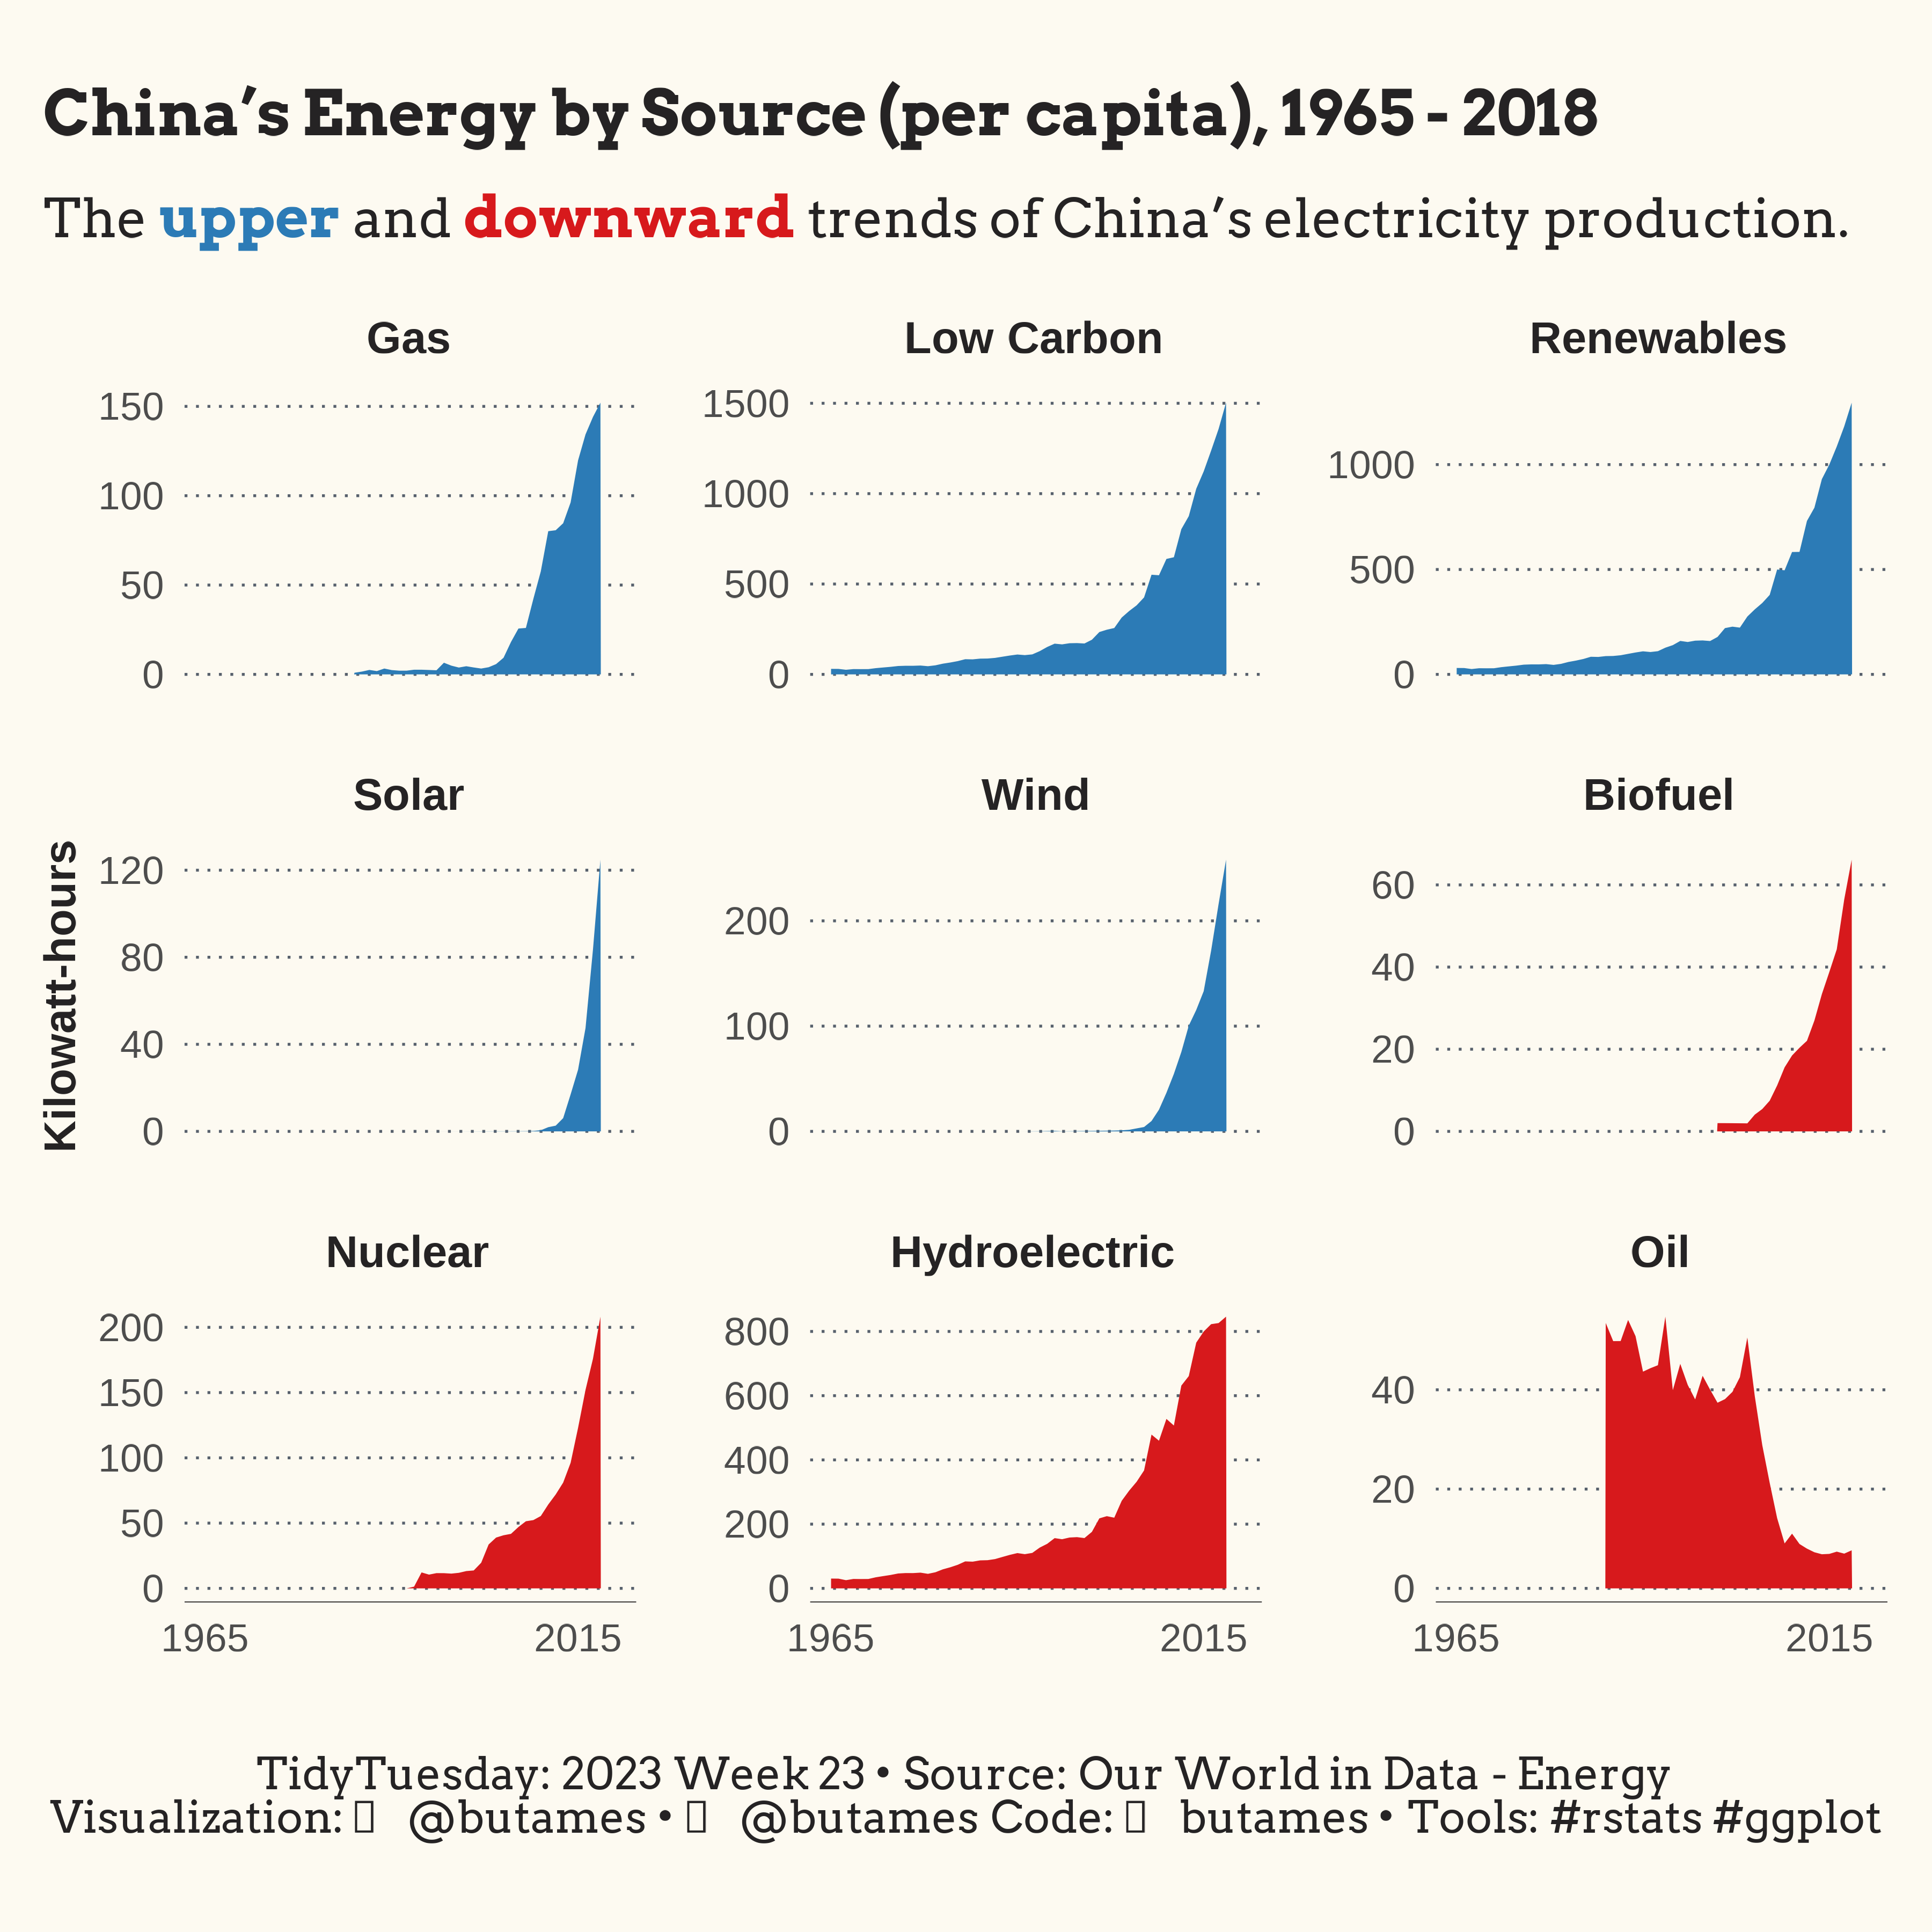 China’s Energy by Source (per capita), 1965 - 2018
The upper and downward trends of China’s electricity production.
Gas
Low Carbon
Renewables
150
100
50
0
1500
1000
500
0
1000
500
0
Solar
Wind
Biofuel
Kilowatt-hours
120
80
40
0
200
100
0
60
40
20
0
Nuclear
Hydroelectric
Oil
200
150
100
50
0
800
600
400
200
0
40
20
0
1965 2015
1965 2015
1965 2015
TidyTuesday: 2023 Week 23 • Source: Our World in Data - Energy
Visualization: @butames • @butames Code: butames • Tools: #rstats #ggplot